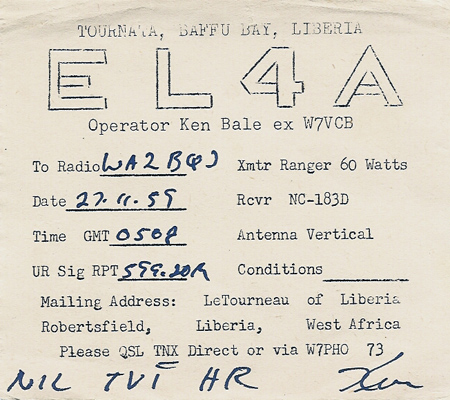 TOURNATA, BAFFU BAY, LIBERIA
EL4A
Operator Ken Bale ex W7VCB
To Radio WA2BQJ Xmtr Ranger 60 Watts
Date 27.11.59 Rcvr NC-183D
Time GMT Antenna Vertical
UR Sig RPT 599. Conditions
Mailing Address: LeTourneau of Liberia
Robertsfield, Liberia, West Africa
Please QSL TNX Direct or via W7PHO 73
NIL TVI HR Ken